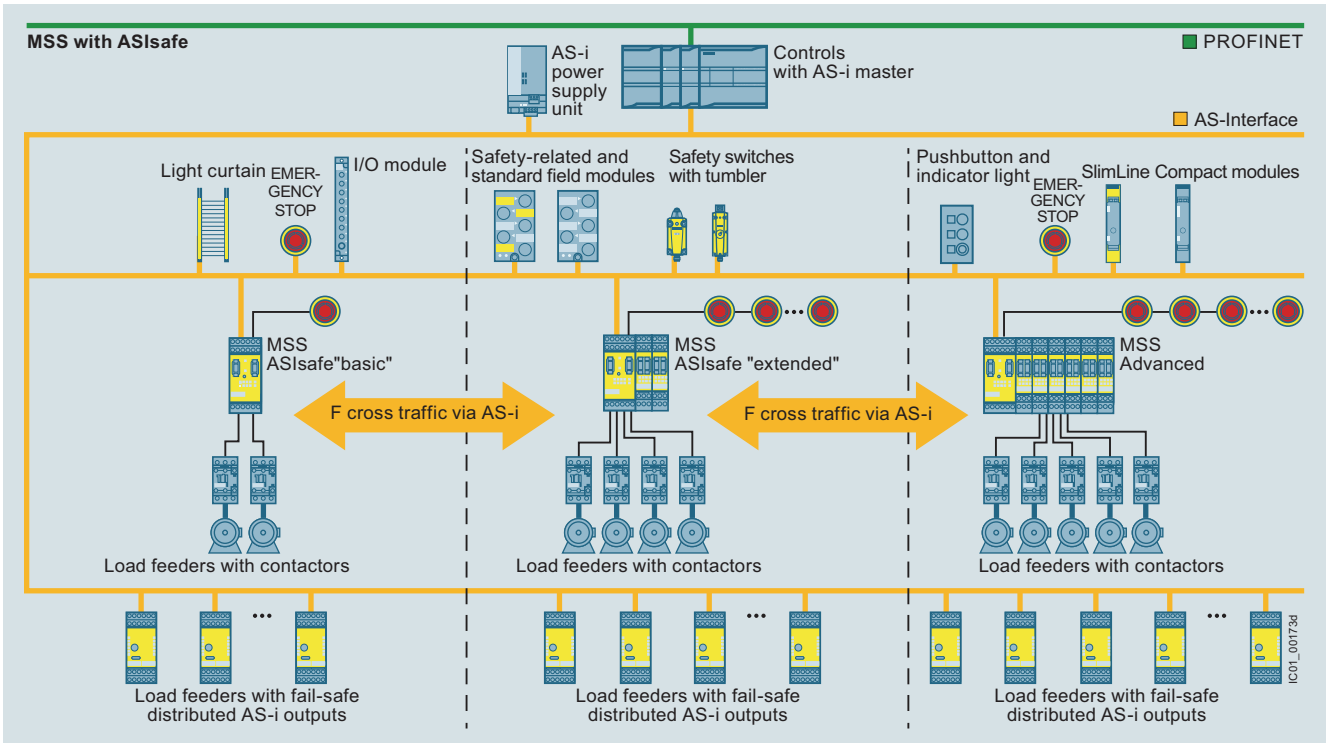 MSS with ASIsafe
AS-i
power
supply
unit
Controls
with AS-i master
PROFINET
AS-Interface
Light curtain
EMER-
GENCY
STOP
I/O module
Safety-related and
standard field modules
Safety switches
with tumbler
Pushbutton and
indicator light
EMER-
GENCY
STOP
SlimLine Compact modules
MSS
ASIsafe"basic"
MSS
ASIsafe "extended"
MSS
Advanced
F cross traffic via AS-i
F cross traffic via AS-i
Load feeders with contactors
Load feeders with contactors
Load feeders with contactors
Load feeders with fail-safe
distributed AS-i outputs
Load feeders with fail-safe
distributed AS-i outputs
Load feeders with fail-safe
distributed AS-i outputs
IC01_00173d